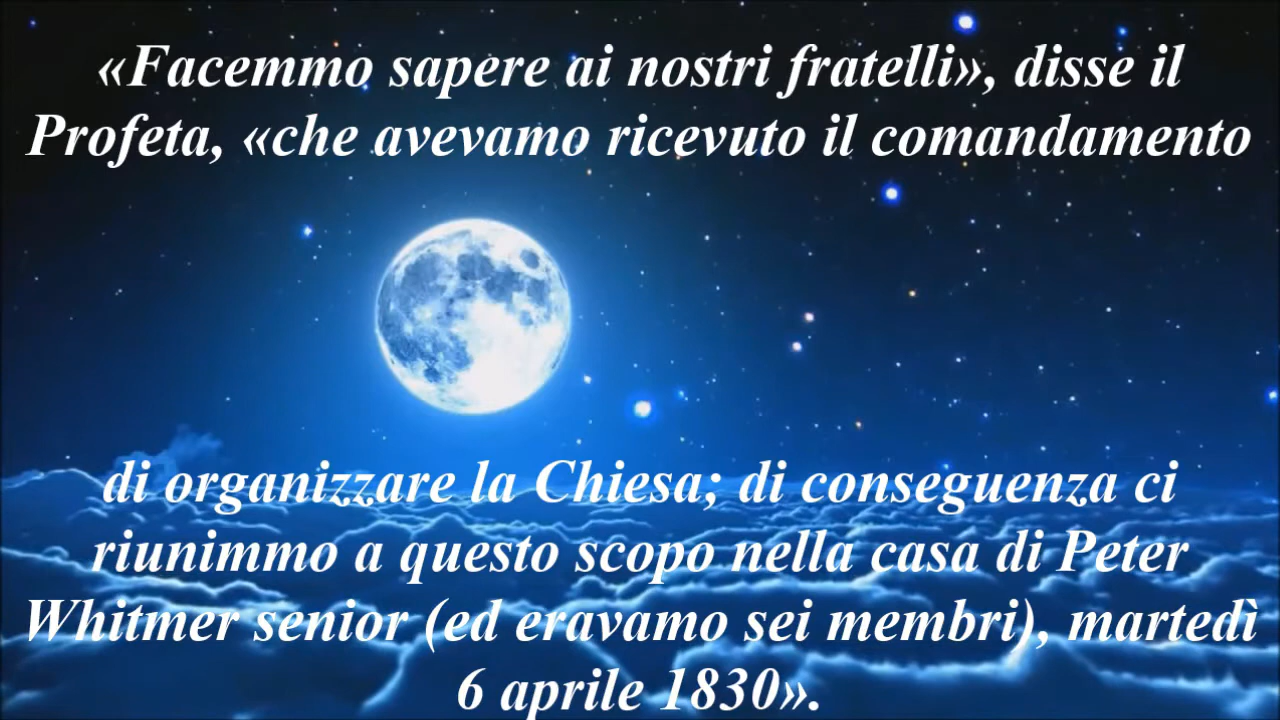 «Facemmo sapere ai nostri fratelli», disse il
Profeta, «che avevamo ricevuto il comandamento
di organizzare la Chiesa; di conseguenza ci
riunimmo a questo scopo nella casa di Peter
Whitmer senior (ed eravamo sei membri), martedì
6 aprile 1830».